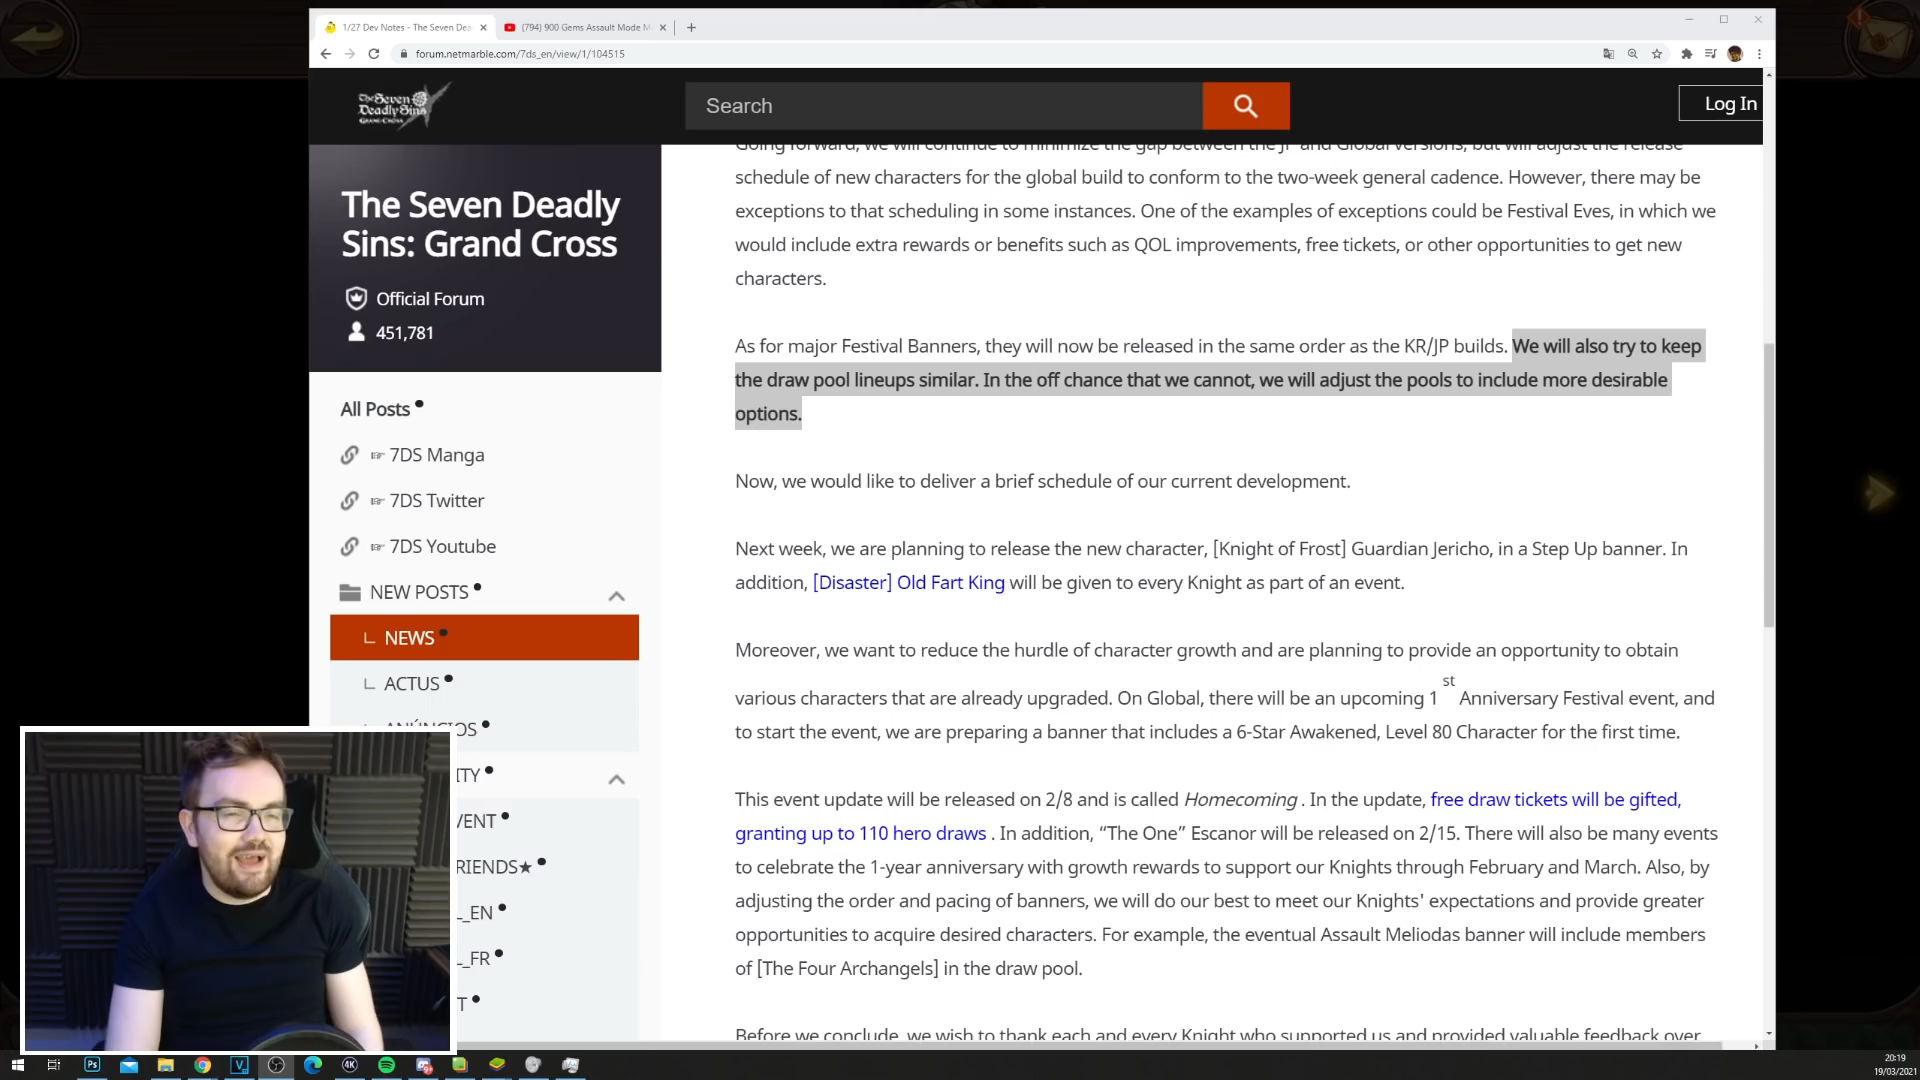 1/27 Dev Notes - The Seven Dea
(794) 900 Gems Assault Mode M
forum.netmarble.com/7ds_en/view/1/104515
The Seven
Deadly Sins
GRAND CROSS
Search
Log In
The Seven Deadly
Sins: Grand Cross
Official Forum
451,781
All Posts
7DS Manga
7DS Twitter
7DS Youtube
NEW POSTS
NEWS
ACTUS
ANÚNCIOS
ITY
VENT
RIENDS★
_EN
_FR
T
Going forward, we will continue to minimize the gap between the JP and Global versions, but will adjust the release
schedule of new characters for the global build to conform to the two-week general cadence. However, there may be
exceptions to that scheduling in some instances. One of the examples of exceptions could be Festival Eves, in which we
would include extra rewards or benefits such as QOL improvements, free tickets, or other opportunities to get new
characters.
As for major Festival Banners, they will now be released in the same order as the KR/JP builds. We will also try to keep
the draw pool lineups similar. In the off chance that we cannot, we will adjust the pools to include more desirable
options.
Now, we would like to deliver a brief schedule of our current development.
Next week, we are planning to release the new character, [Knight of Frost] Guardian Jericho, in a Step Up banner. In
addition, [Disaster] Old Fart King will be given to every Knight as part of an event.
Moreover, we want to reduce the hurdle of character growth and are planning to provide an opportunity to obtain
various characters that are already upgraded. On Global, there will be an upcoming 1st Anniversary Festival event, and
to start the event, we are preparing a banner that includes a 6-Star Awakened, Level 80 Character for the first time.
This event update will be released on 2/8 and is called Homecoming . In the update, free draw tickets will be gifted,
granting up to 110 hero draws . In addition, “The One” Escanor will be released on 2/15. There will also be many events
to celebrate the 1-year anniversary with growth rewards to support our Knights through February and March. Also, by
adjusting the order and pacing of banners, we will do our best to meet our Knights' expectations and provide greater
opportunities to acquire desired characters. For example, the eventual Assault Meliodas banner will include members
of [The Four Archangels] in the draw pool.
Before we conclude, we wish to thank each and every Knight who supported us and provided valuable feedback over
Ps
V
4K
20:19
19/03/2021